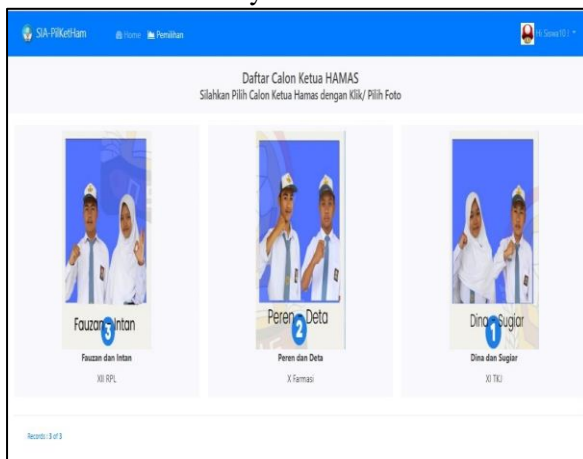 SIA-PilKetHam
Home
Pemilihan
Hi Siswa10 !
Daftar Calon Ketua HAMAS
Silahkan Pilih Calon Ketua Hamas dengan Klik/ Pilih Foto
Fauzan - Intan
3
Fauzan dan Intan
XII RPL
Peren - Deta
2
Peren dan Deta
X Farmasi
Dina - Sugiar
1
Dina dan Sugiar
XI TKJ
Records : 3 of 3